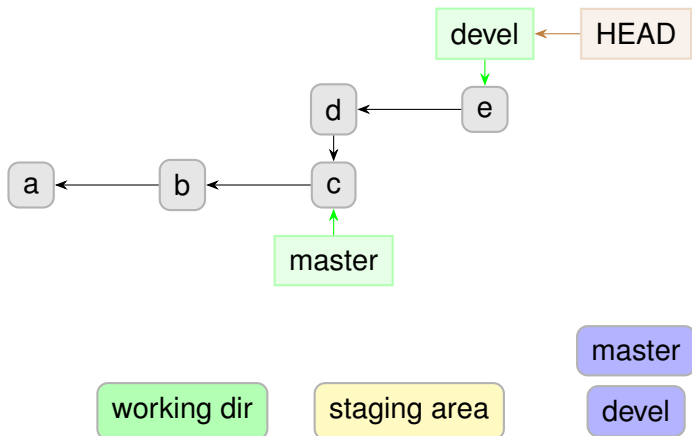 devel
HEAD
d
e
a
b
c
master
master
working dir
staging area
devel